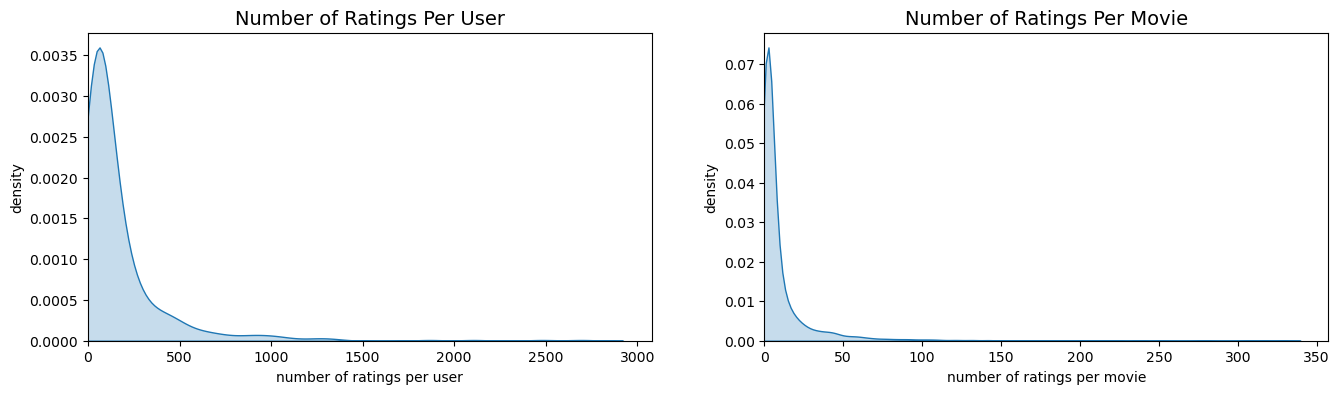 Number of Ratings Per User
density
0.0035
0.0030
0.0025
0.0020
0.0015
0.0010
0.0005
0.0000
0 500 1000 1500 2000 2500 3000
number of ratings per user
Number of Ratings Per Movie
density
0.07
0.06
0.05
0.04
0.03
0.02
0.01
0.00
0 50 100 150 200 250 300 350
number of ratings per movie